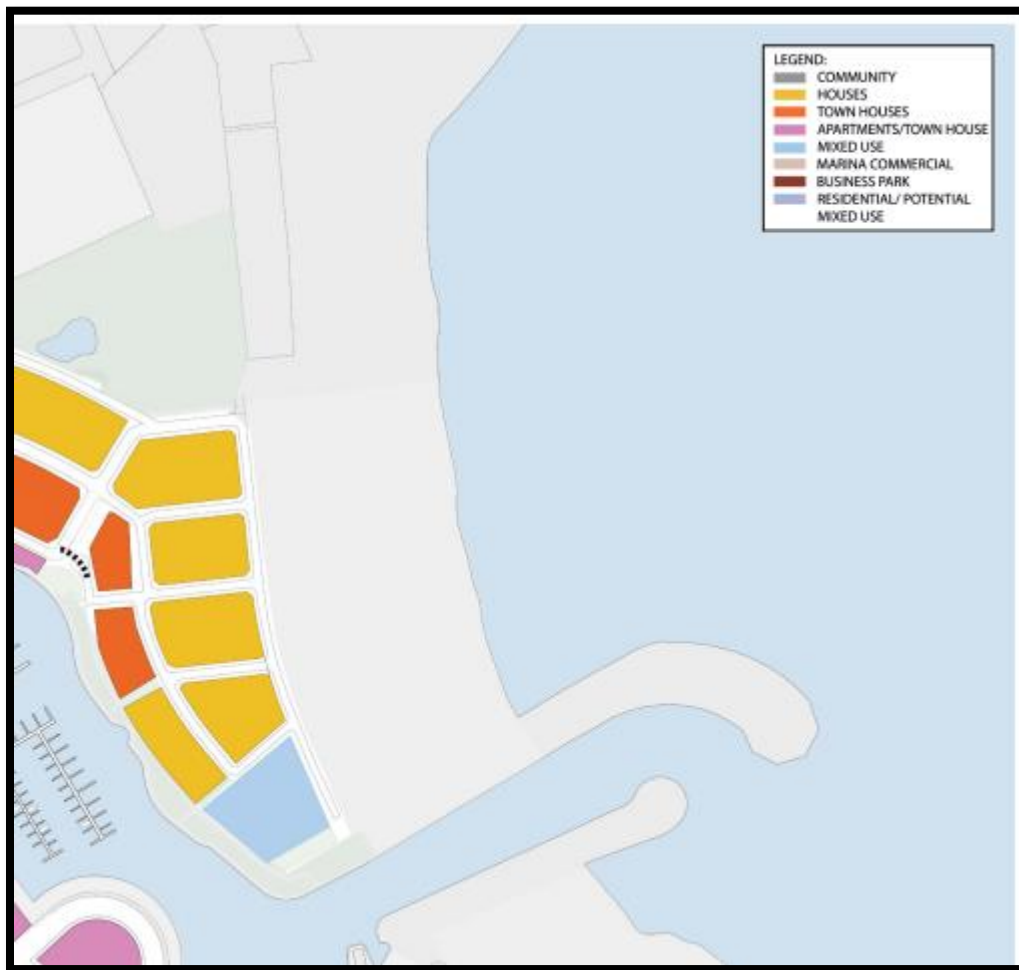 LEGEND:
COMMUNITY
HOUSES
TOWN HOUSES
APARTMENTS/TOWN HOUSE
MIXED USE
MARINA COMMERCIAL
BUSINESS PARK
RESIDENTIAL/ POTENTIAL
MIXED USE